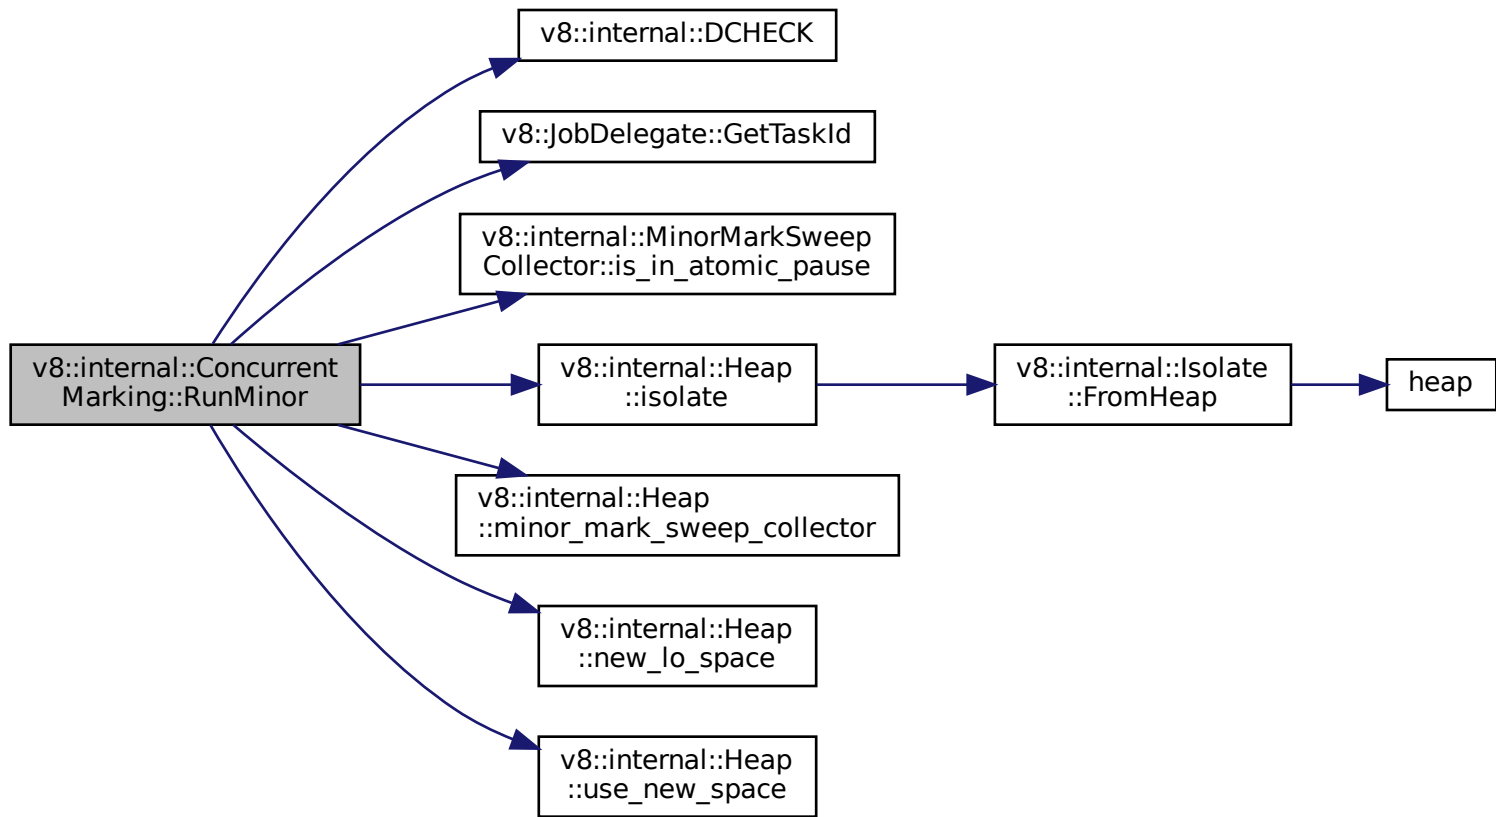 v8::internal::DCHECK
v8::JobDelegate::GetTaskId
v8::internal::MinorMarkSweep
Collector::is_in_atomic_pause
v8::internal::Concurrent
Marking::RunMinor
v8::internal::Heap
::isolate
v8::internal::Isolate
::FromHeap
heap
v8::internal::Heap
::minor_mark_sweep_collector
v8::internal::Heap
::new_lo_space
v8::internal::Heap
::use_new_space